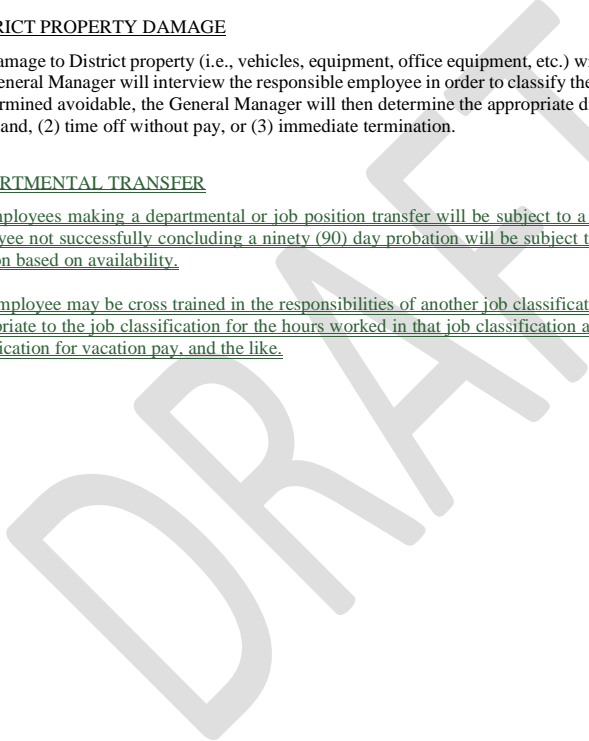 RICT PROPERTY DAMAGE
amage to District property (i.e., vehicles, equipment, office equipment, etc.) wi
eneral Manager will interview the responsible employee in order to classify the
rmined avoidable, the General Manager will then determine the appropriate di
and, (2) time off without pay, or (3) immediate termination.
RTMENTAL TRANSFER
mployees making a departmental or job position transfer will be subject to a
yee not successfully concluding a ninety (90) day probation will be subject t
on based on availability.
mployee may be cross trained in the responsibilities of another job classificat
priate to the job classification for the hours worked in that job classification a
ication for vacation pay, and the like.
DRAFT